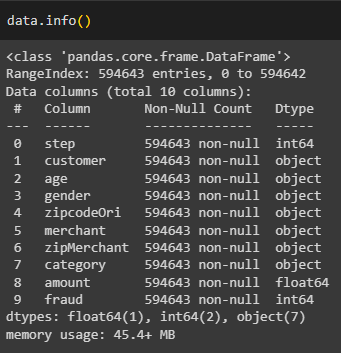 data.info()
<class 'pandas.core.frame.DataFrame'>
RangeIndex: 594643 entries, 0 to 594642
Data columns (total 10 columns):
 #   Column       Non-Null Count   Dtype
---  ------       --------------   -----
 0   step         594643 non-null  int64
 1   customer     594643 non-null  object
 2   age          594643 non-null  object
 3   gender       594643 non-null  object
 4   zipcodeOri   594643 non-null  object
 5   merchant     594643 non-null  object
 6   zipMerchant  594643 non-null  object
 7   category     594643 non-null  object
 8   amount       594643 non-null  float64
 9   fraud        594643 non-null  int64
dtypes: float64(1), int64(2), object(7)
memory usage: 45.4+ MB